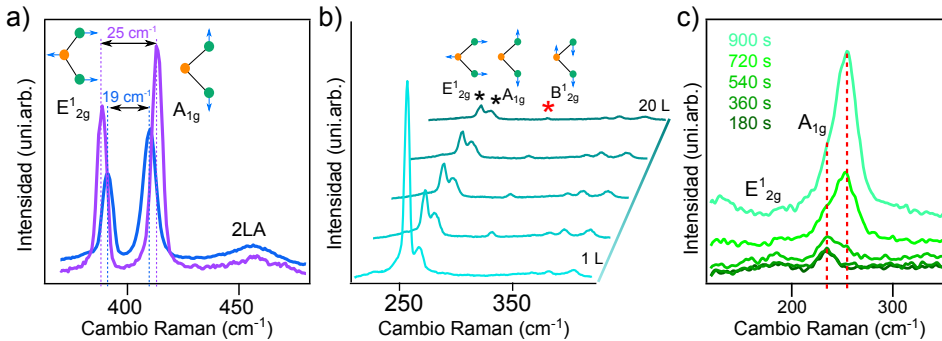 a)
25 cm⁻¹
19 cm⁻¹
E¹₂g
A₁g
2LA
Intensidad (uni.arb.)
400
450
Cambio Raman (cm⁻¹)
b)
E¹₂g
*
*
A₁g
B¹₂g
*
20 L
1 L
Intensidad (uni.arb.)
250
350
Cambio Raman (cm⁻¹)
c)
900 s
720 s
540 s
360 s
180 s
A₁g
E¹₂g
Intensidad (uni.arb.)
200
300
Cambio Raman (cm⁻¹)